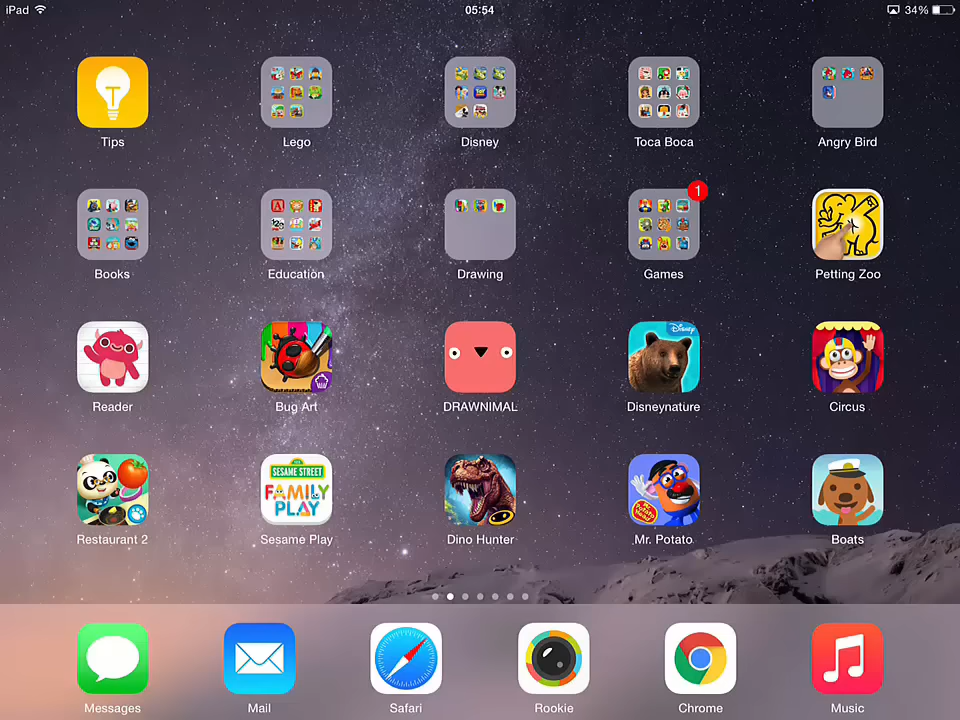 iPad 05:54 34%
Tips Lego Disney Toca Boca Angry Bird
1
Books Education Drawing Games Petting Zoo
Disney
Reader Bug Art DRAWNIMAL Disneynature Circus
SESAME STREET
FAMILY
PLAY
Restaurant 2 Sesame Play Dino Hunter Mr. Potato Boats
Messages Mail Safari Rookie Chrome Music